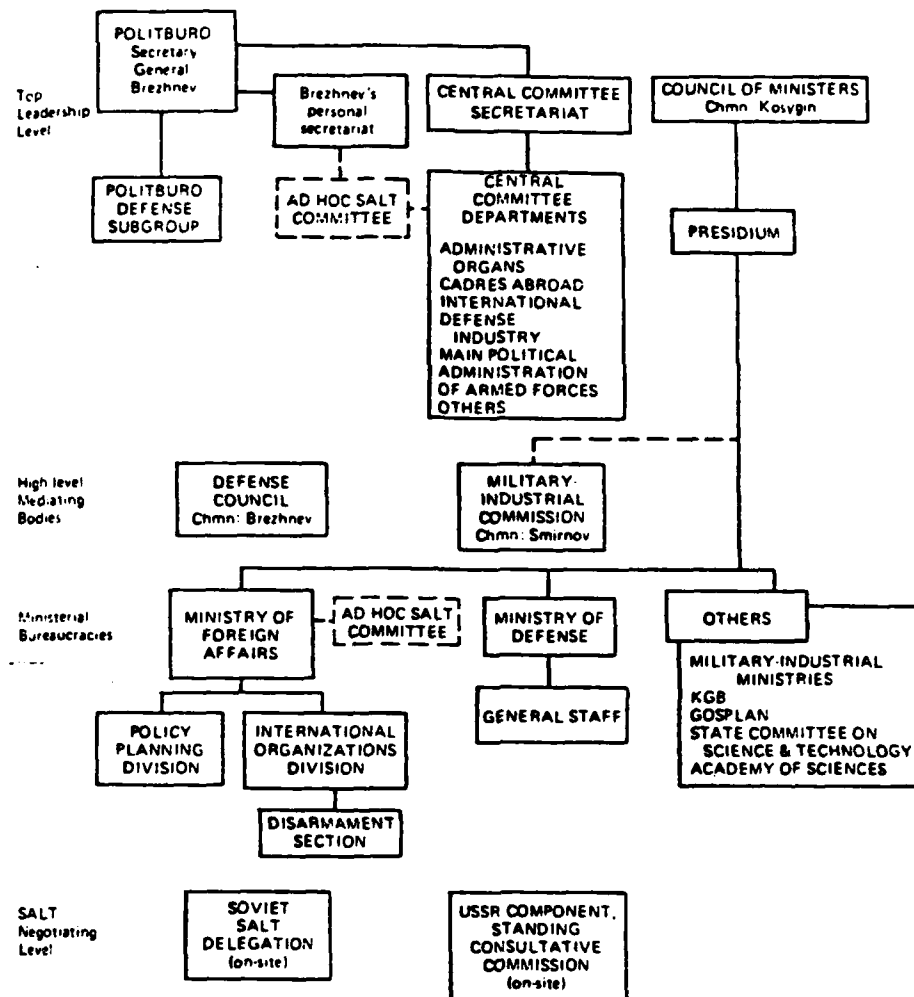 POLITBURO
Secretary
General
Brezhnev
Top
Leadership
Level
Brezhnev's
personal
secretariat
CENTRAL COMMITTEE
SECRETARIAT
COUNCIL OF MINISTERS
Chmn: Kosygin
POLITBURO
DEFENSE
SUBGROUP
AD HOC SALT
COMMITTEE
CENTRAL
COMMITTEE
DEPARTMENTS
ADMINISTRATIVE
ORGANS
CADRES ABROAD
INTERNATIONAL
DEFENSE
INDUSTRY
MAIN POLITICAL
ADMINISTRATION
OF ARMED FORCES
OTHERS
PRESIDIUM
High level
Mediating
Bodies
DEFENSE
COUNCIL
Chmn: Brezhnev
MILITARY-
INDUSTRIAL
COMMISSION
Chmn: Smirnov
Ministerial
Bureaucracies
MINISTRY OF
FOREIGN
AFFAIRS
AD HOC SALT
COMMITTEE
MINISTRY OF
DEFENSE
OTHERS
MILITARY-INDUSTRIAL
MINISTRIES
KGB
GOSPLAN
STATE COMMITTEE ON
SCIENCE & TECHNOLOGY
ACADEMY OF SCIENCES
POLICY
PLANNING
DIVISION
INTERNATIONAL
ORGANIZATIONS
DIVISION
GENERAL STAFF
DISARMAMENT
SECTION
SALT
Negotiating
Level
SOVIET
SALT
DELEGATION
(on-site)
USSR COMPONENT,
STANDING
CONSULTATIVE
COMMISSION
(on-site)